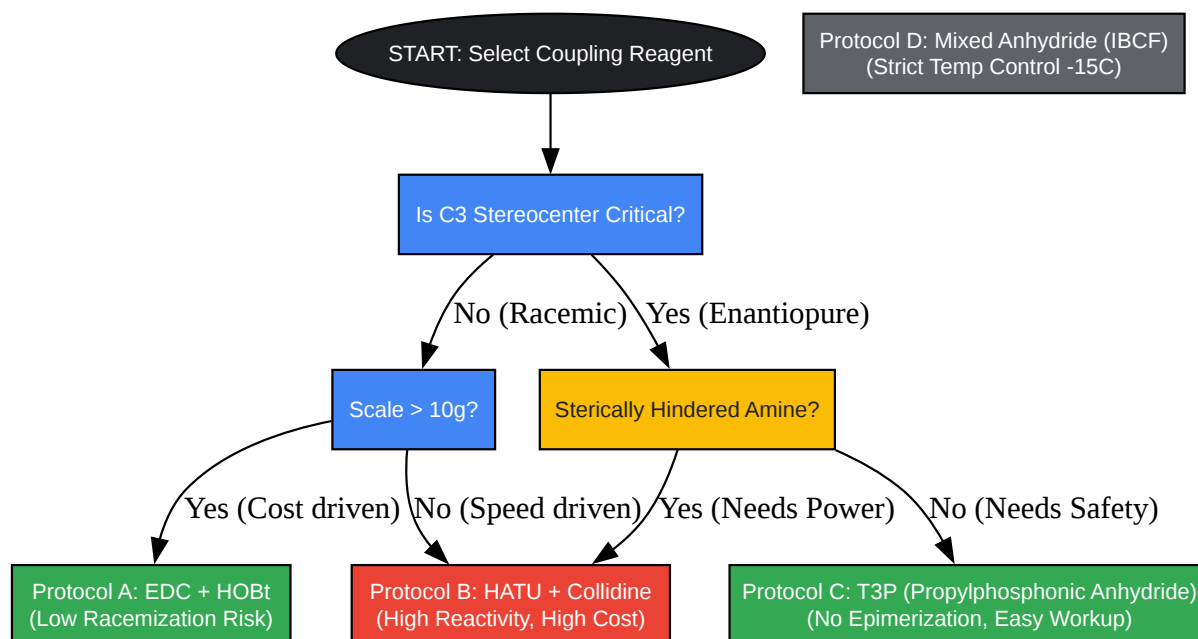 START: Select Coupling Reagent
Protocol D: Mixed Anhydride (IBCF)
(Strict Temp Control -15C)
Is C3 Stereocenter Critical?
No (Racemic)
Yes (Enantiopure)
Scale > 10g?
Sterically Hindered Amine?
Yes (Cost driven)
No (Speed driven)
Yes (Needs Power)
No (Needs Safety)
Protocol A: EDC + HOBt
(Low Racemization Risk)
Protocol B: HATU + Collidine
(High Reactivity, High Cost)
Protocol C: T3P (Propylphosphonic Anhydride)
(No Epimerization, Easy Workup)